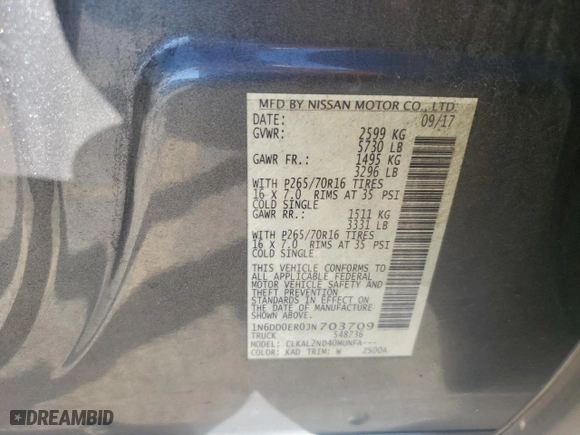 MFD BY NISSAN MOTOR CO., LTD.
DATE: 09/17
GVWR: 2599 KG
5730 LB
GAWR FR.: 1495 KG
3296 LB
WITH P265/70R16 TIRES
16 X 7.0 RIMS AT 35 PSI
COLD SINGLE
GAWR RR.: 1511 KG
3331 LB
WITH P265/70R16 TIRES
16 X 7.0 RIMS AT 35 PSI
COLD SINGLE
THIS VEHICLE CONFORMS TO
ALL APPLICABLE FEDERAL
MOTOR VEHICLE SAFETY AND
THEFT PREVENTION
STANDARDS IN EFFECT ON
THE DATE OF MANUFACTURE
SHOWN ABOVE
1N6DD0ER0JN703709
TRUCK S48236
MODEL: CLKAL2ND40MUNFA---
COLOR: KAD TRIM: W 2500A
DREAMBID